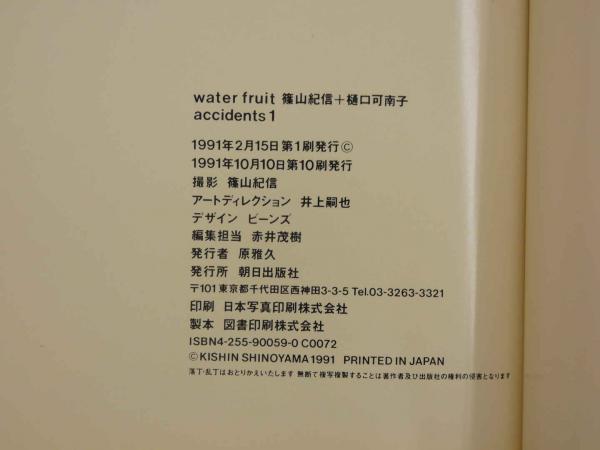 water fruit 篠山紀信+樋口可南子
accidents 1
1991年2月15日第1刷発行©
1991年10月10日第10刷発行
撮影 篠山紀信
アートディレクション 井上嗣也
デザイン ビーンズ
編集担当 赤井茂樹
発行者 原雅久
発行所 朝日出版社
〒101 東京都千代田区西神田3-3-5 Tel.03-3263-3321
印刷 日本写真印刷株式会社
製本 図書印刷株式会社
ISBN4-255-90059-0 C0072
©KISHIN SHINOYAMA 1991 PRINTED IN JAPAN
落丁・乱丁はおとりかえいたします 無断で複写複製することは著作者及び出版社の権利の侵害となります